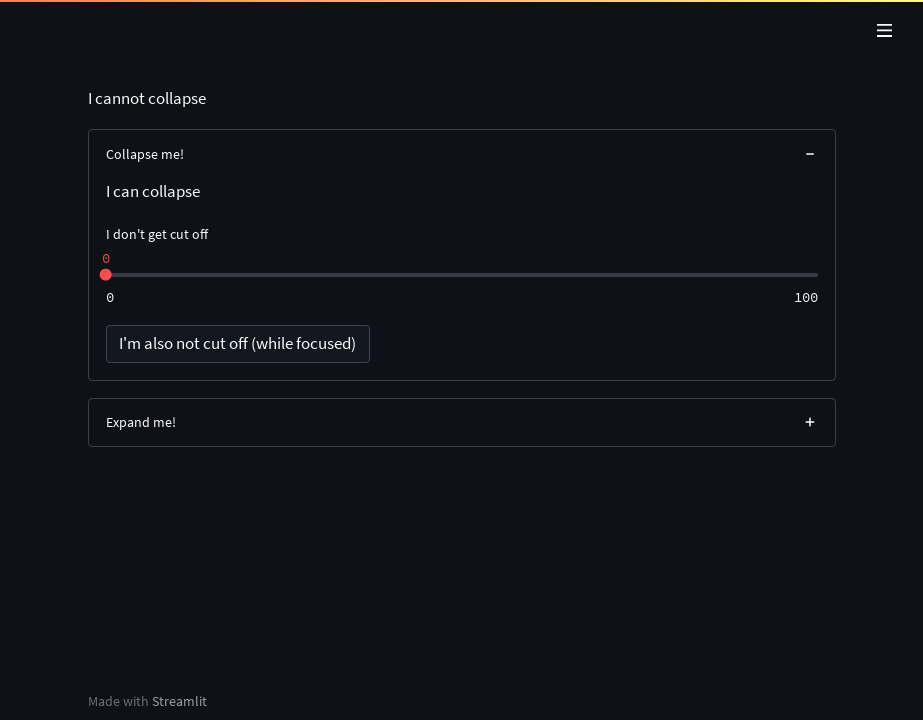 I cannot collapse
Collapse me!
I can collapse
I don't get cut off
0
0
100
I'm also not cut off (while focused)
Expand me!
Made with Streamlit